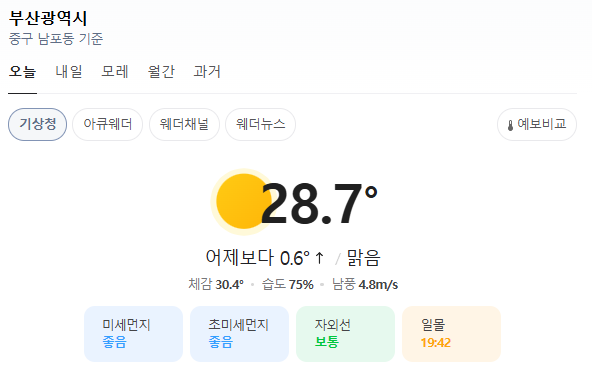 부산광역시
중구 남포동 기준
오늘 내일 모레 월간 과거
기상청 아큐웨더 웨더채널 웨더뉴스 예보비교
28.7°
어제보다 0.6° ↑ / 맑음
체감 30.4° • 습도 75% • 남풍 4.8m/s
미세먼지 초미세먼지 자외선 일몰
좋음 좋음 보통 19:42